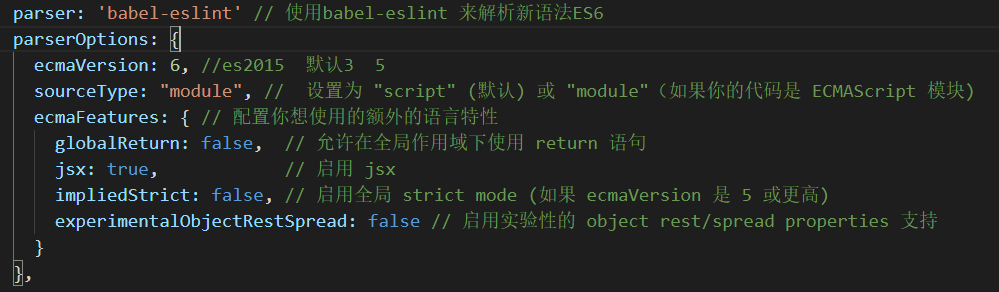 parser: 'babel-eslint' // 使用babel-eslint 来解析新语法ES6
parserOptions: {
  ecmaVersion: 6, //es2015  默认3  5
  sourceType: "module", //  设置为 "script" (默认) 或 "module"（如果你的代码是 ECMAScript 模块)
  ecmaFeatures: { // 配置你想使用的额外的语言特性
    globalReturn: false,  // 允许在全局作用域下使用 return 语句
    jsx: true,            // 启用 jsx
    impliedStrict: false, // 启用全局 strict mode (如果 ecmaVersion 是 5 或更高)
    experimentalObjectRestSpread: false // 启用实验性的 object rest/spread properties 支持
  }
},